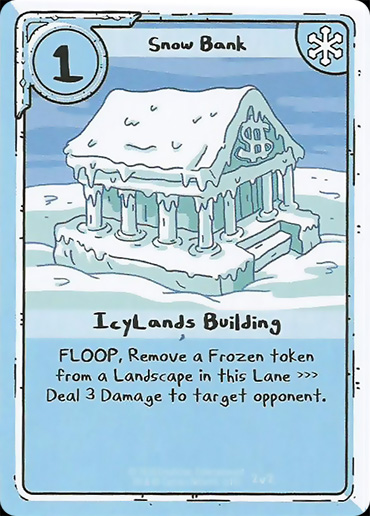 1
Snow Bank
$
IcyLands Building
FLOOP, Remove a Frozen token
from a Landscape in this Lane >>>
Deal 3 Damage to target opponent.